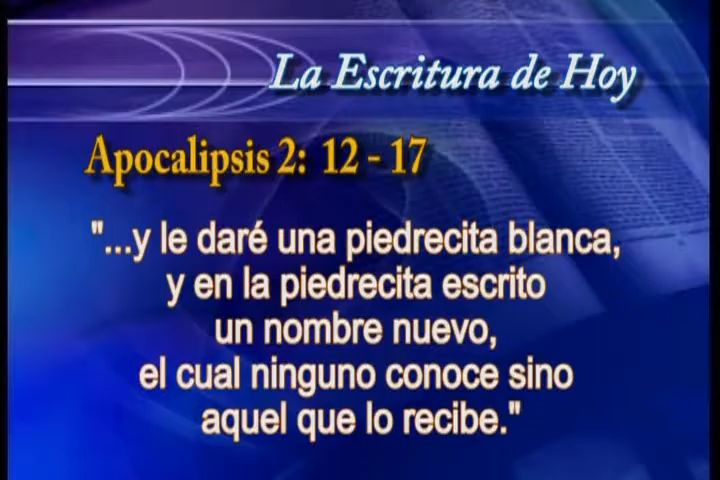 La Escritura de Hoy
Apocalipsis 2: 12 - 17
"...y le daré una piedrecita blanca,
y en la piedrecita escrito
un nombre nuevo,
el cual ninguno conoce sino
aquel que lo recibe."